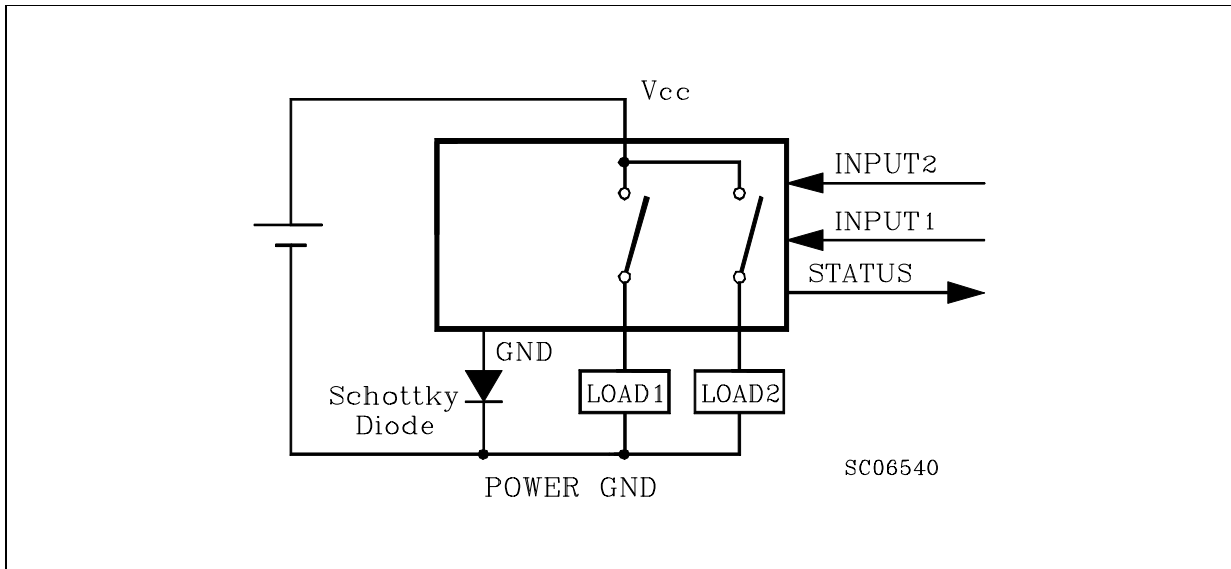 Vcc
INPUT2
INPUT1
STATUS
GND
Schottky
Diode
LOAD1
LOAD2
SC06540
POWER GND